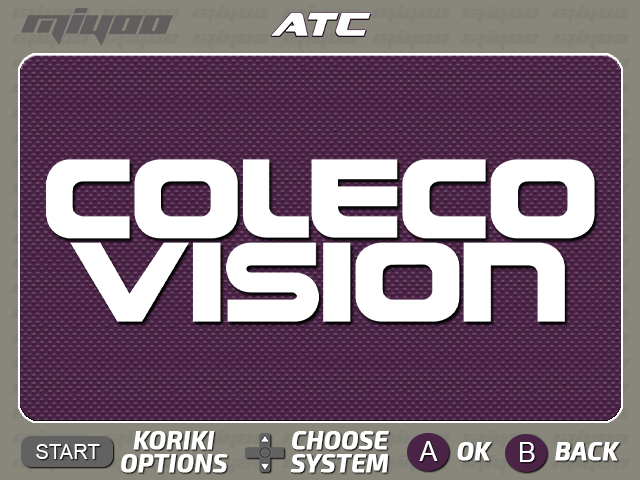 miyoo
ATC
COLECO
VISION
START
KORIKI
OPTIONS
CHOOSE
SYSTEM
A
OK
B
BACK